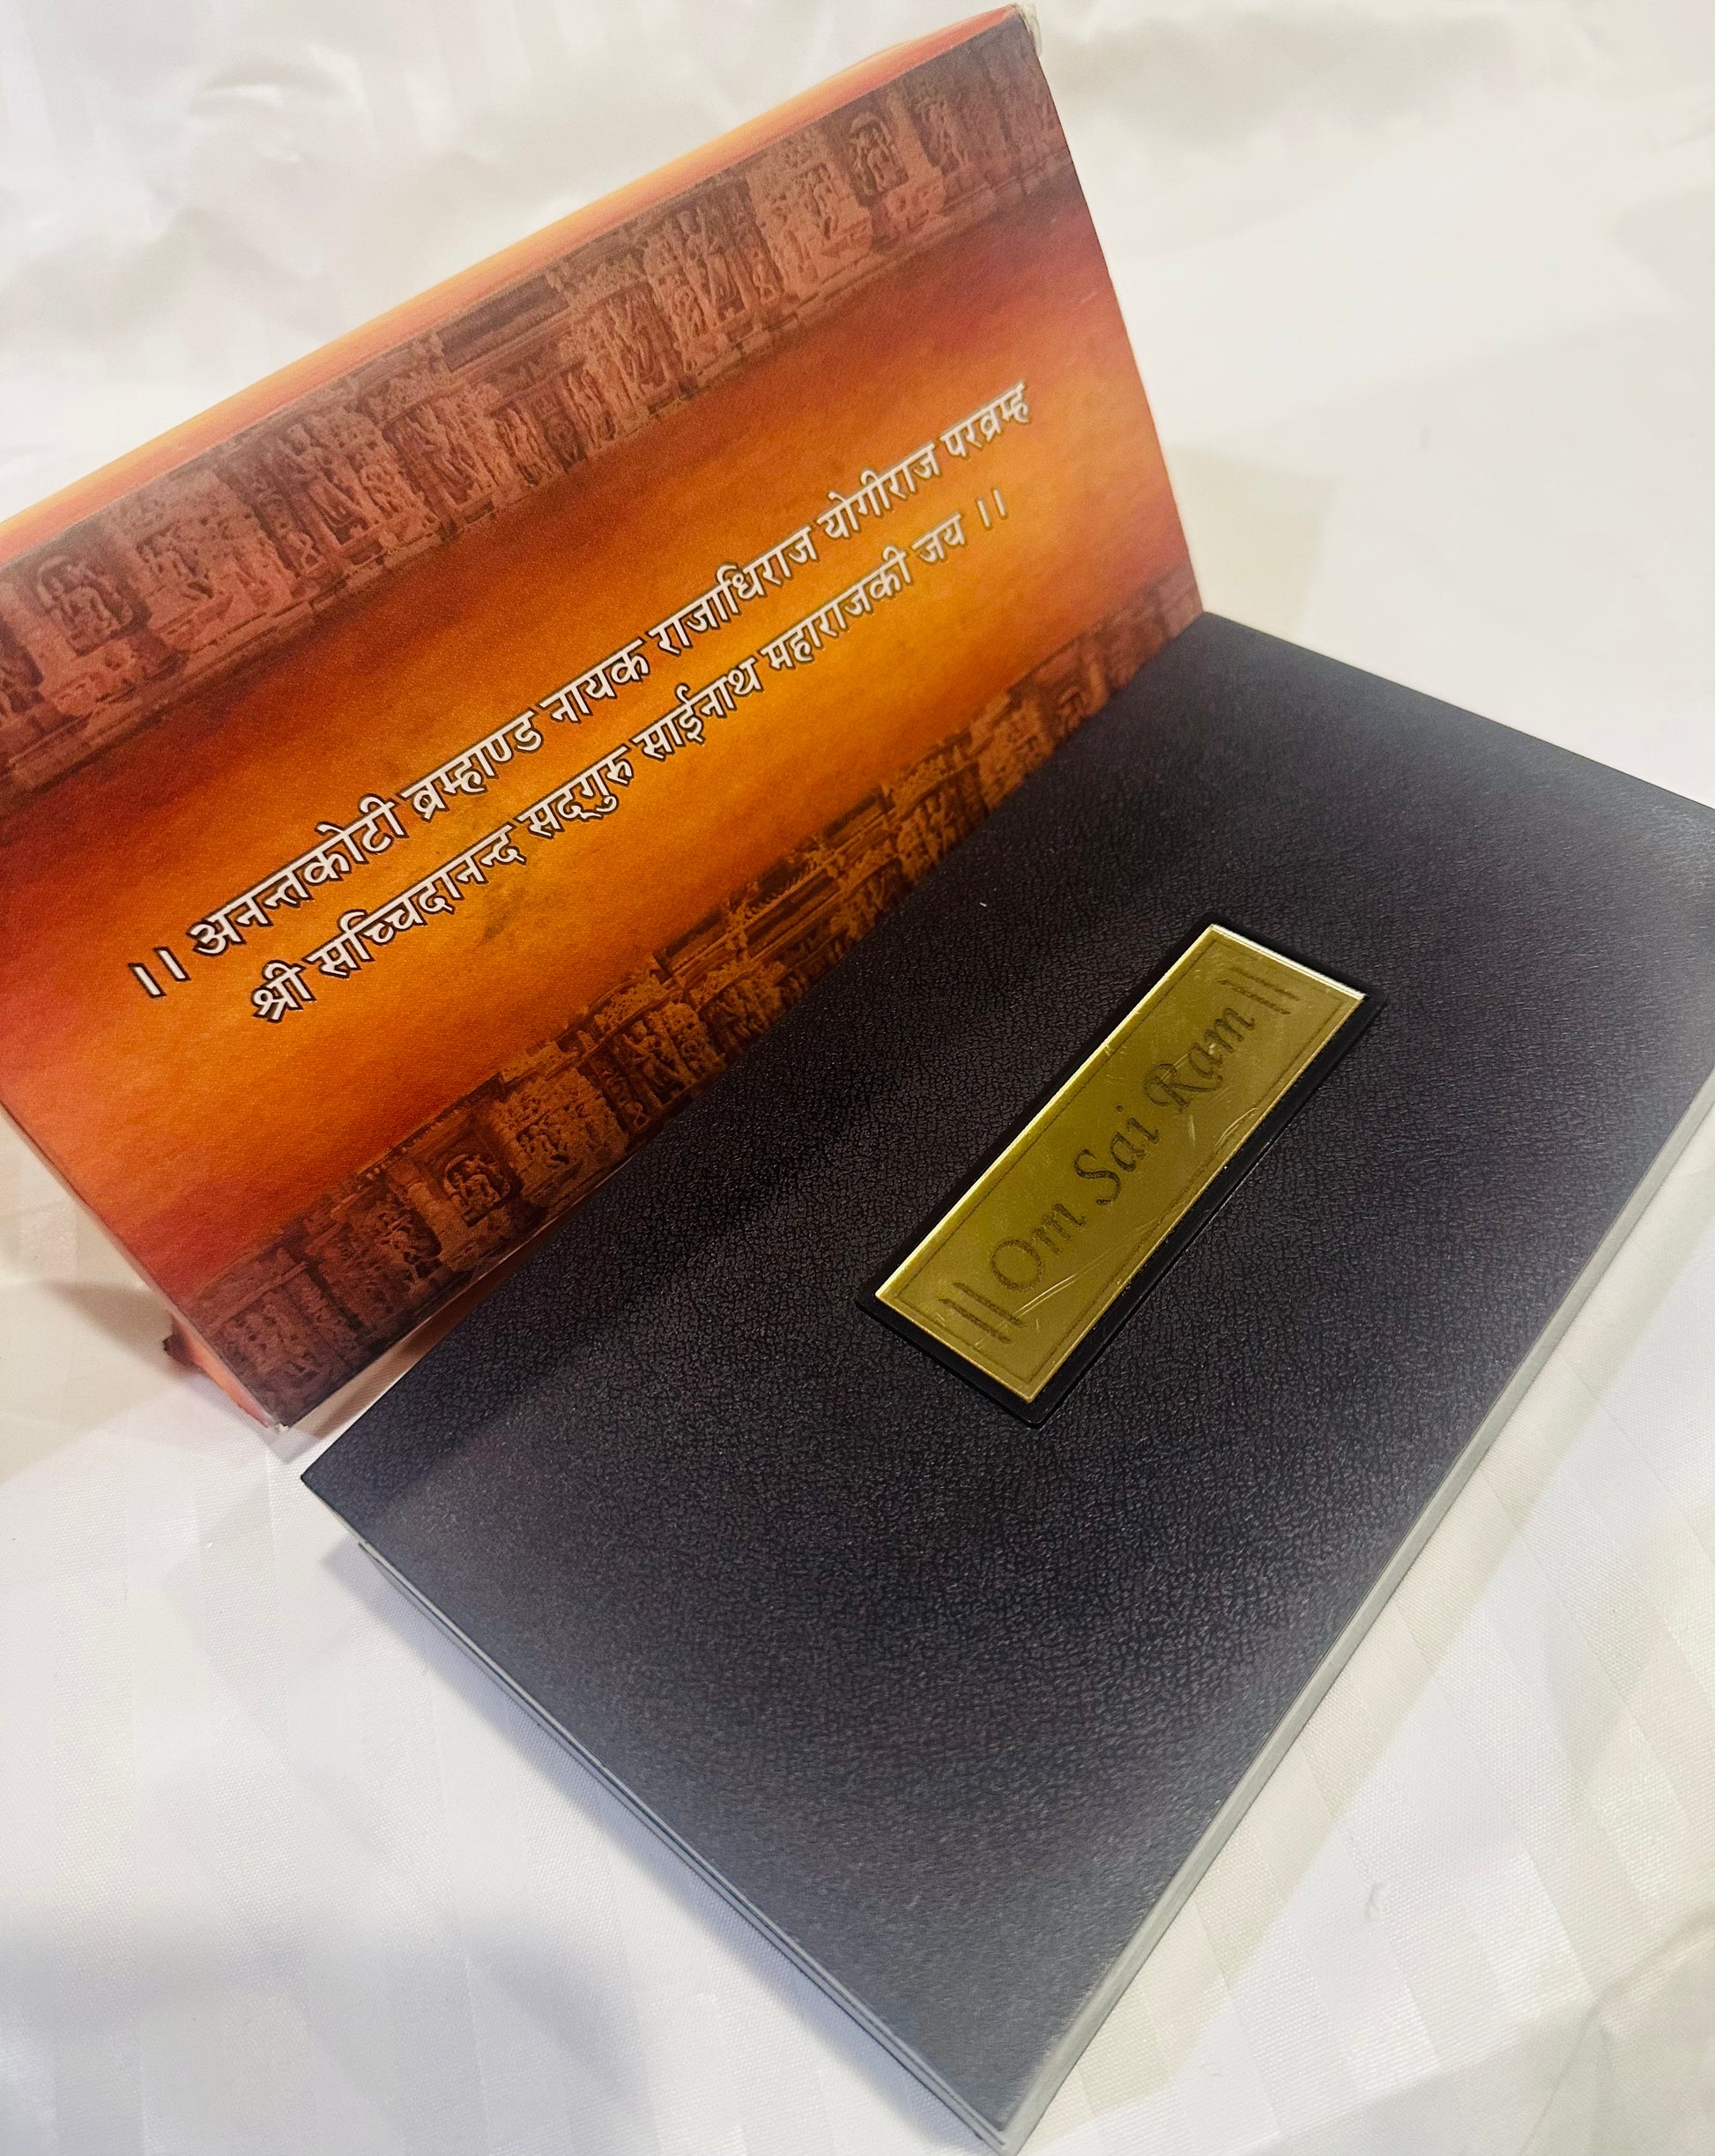 ।। अनन्तकोटी ब्रम्हाण्ड नायक राजाधिराज योगीराज परब्रम्ह
श्री सच्चिदानन्द सद्‌गुरु साईनाथ महाराजकी जय ।।
|| Om Sai Ram ||